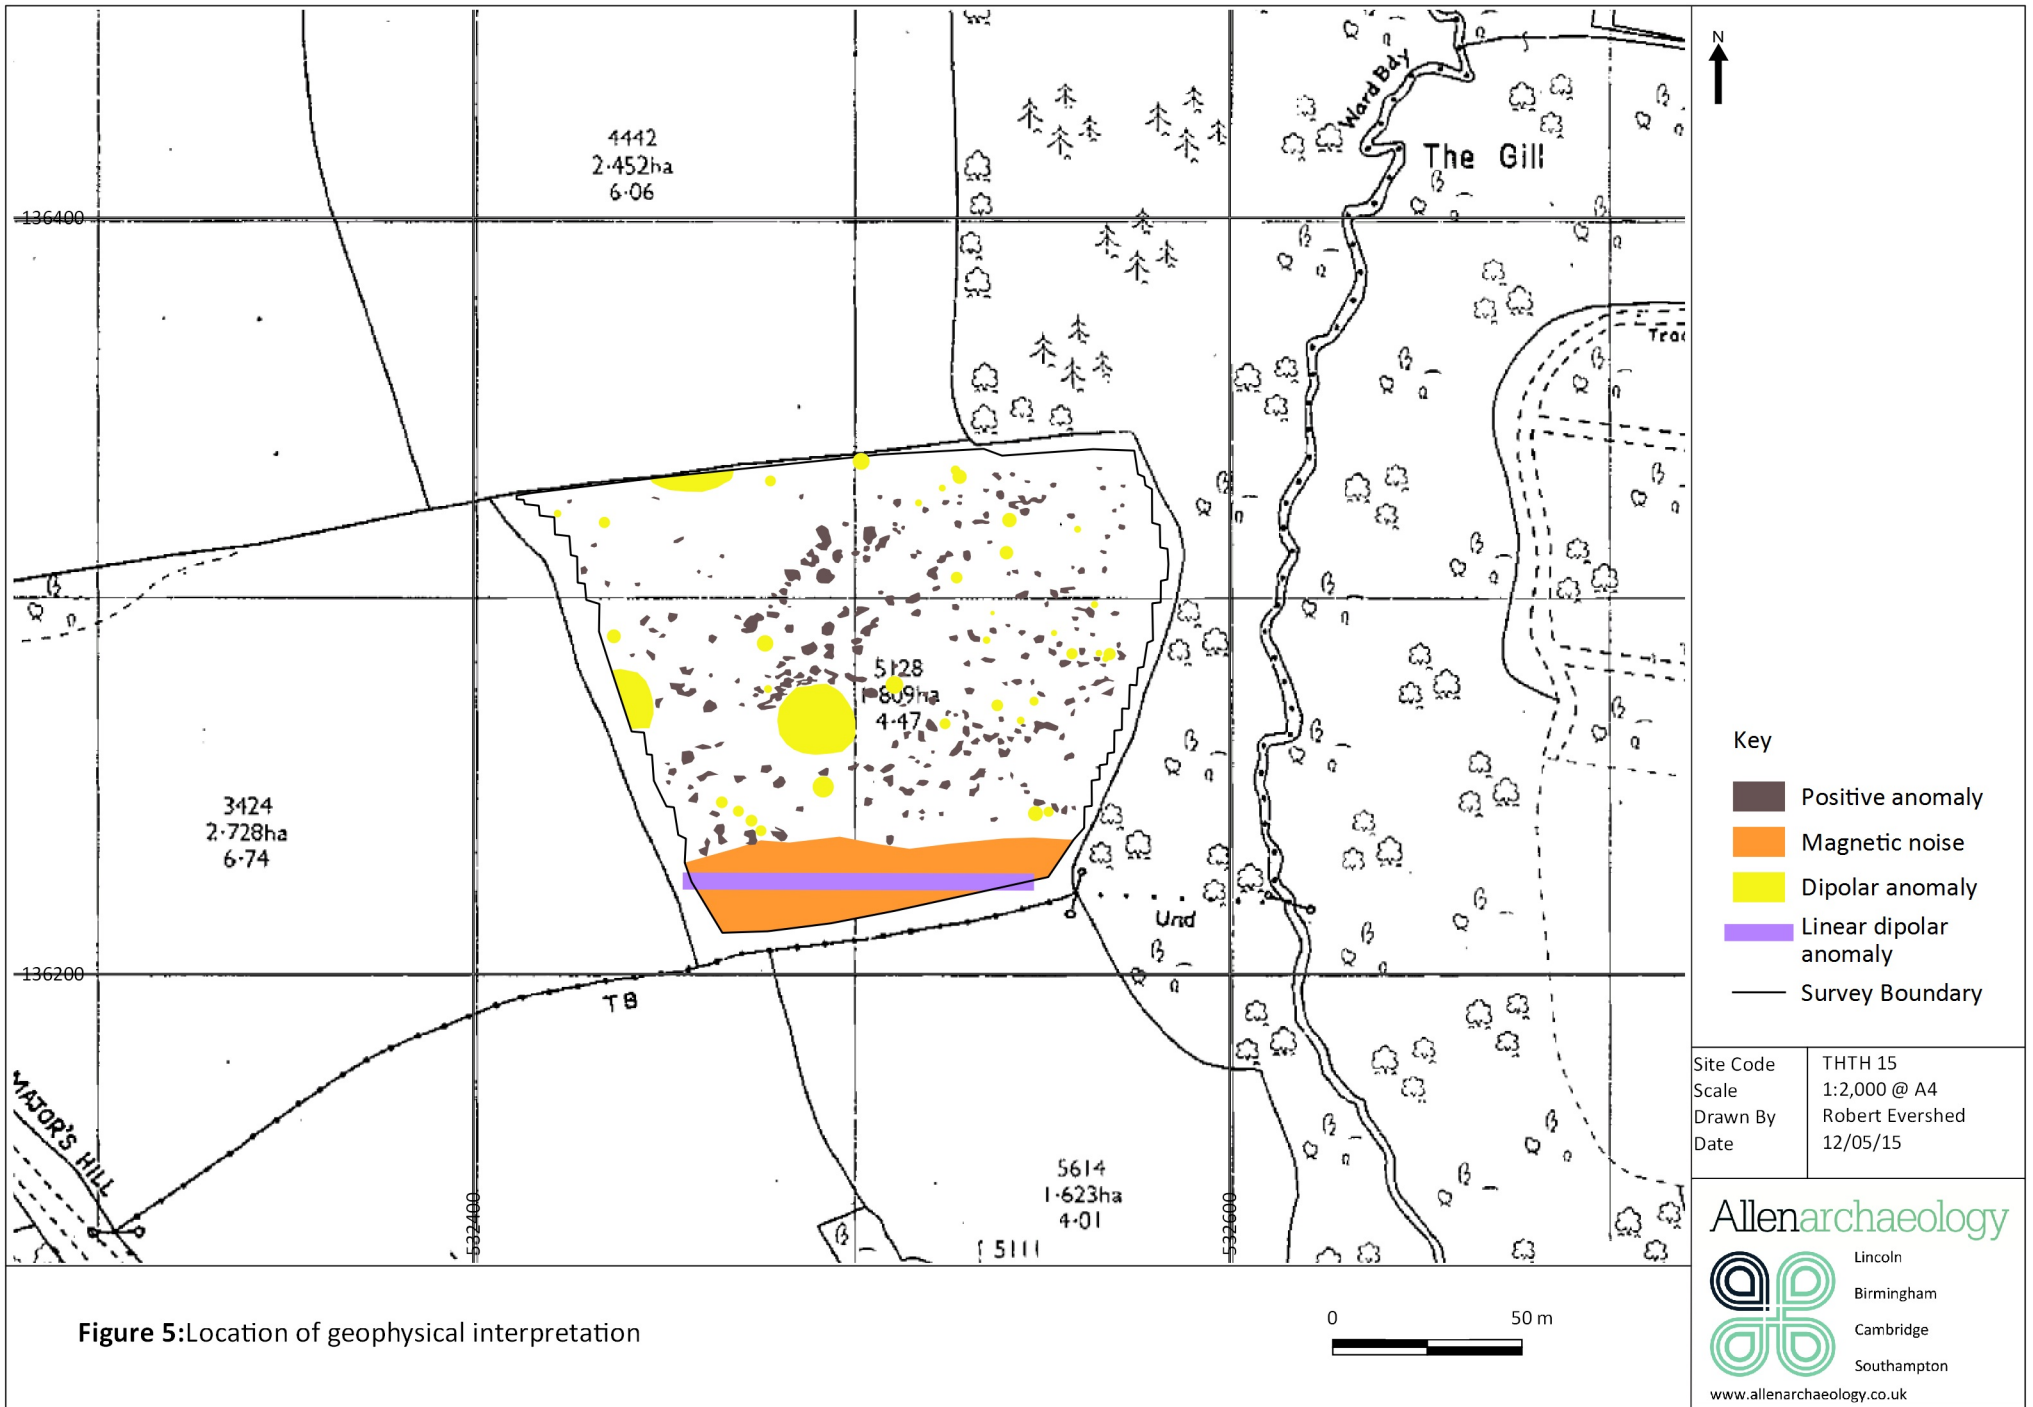 N
4442
2·452ha
6·06
Ward Bdy
The Gill
136400
5128
1·809ha
4·47
3424
2·728ha
6·74
Und
136200
TB
MAJOR'S HILL
5614
1·623ha
4·01
5111
532400
532600
Key
Positive anomaly
Magnetic noise
Dipolar anomaly
Linear dipolar
anomaly
Survey Boundary
Site Code THTH 15
Scale 1:2,000 @ A4
Drawn By Robert Evershed
Date 12/05/15
Allenarchaeology
Lincoln
Birmingham
Cambridge
Southampton
www.allenarchaeology.co.uk
Figure 5:Location of geophysical interpretation
0 50 m